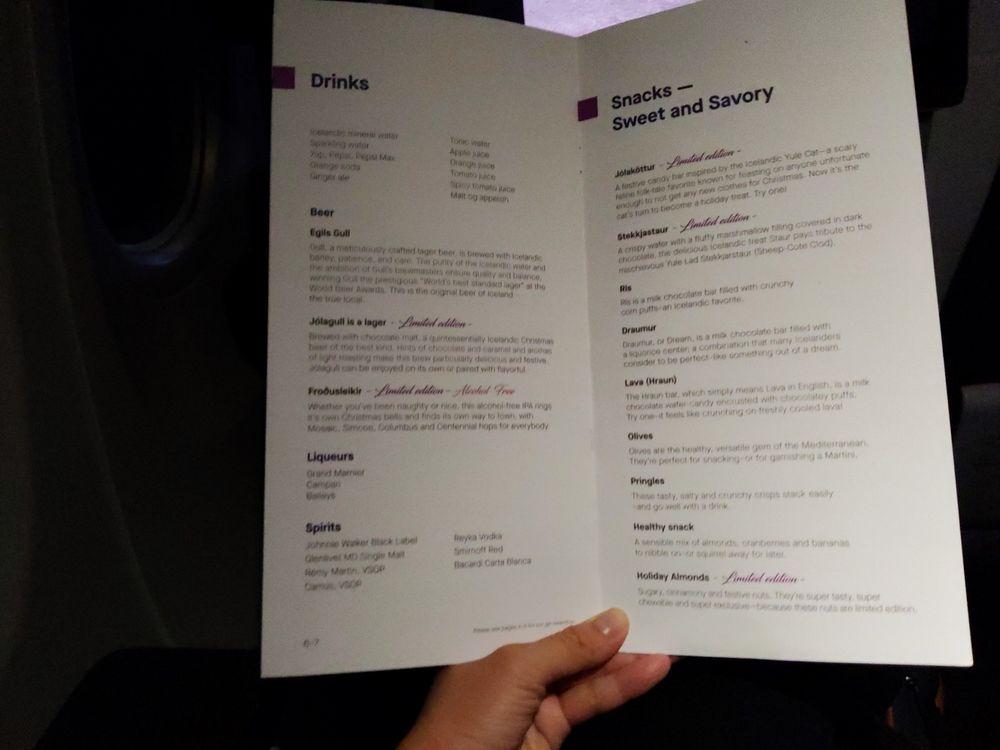 Drinks
Icelandic mineral water
Sparkling water
7up, Pepsi, Pepsi Max
Orange soda
Ginger ale
Tonic water
Apple juice
Orange juice
Tomato juice
Spicy tomato juice
Malt og appelsín
Beer
Egils Gull
Gull, a meticulously-crafted lager beer, is brewed with Icelandic
barley, patience, and care. The purity of the Icelandic water and
the ambition of Gull's brewmasters ensure quality and balance,
winning Gull the prestigious "World's best standard lager" at the
World Beer Awards. This is the original beer of Iceland
the true local.
Jólagull is a lager - Limited edition -
Brewed with chocolate malt, a quintessentially Icelandic Christmas
beer of the best kind. Hints of chocolate and caramel and aromas
of light roasting make this brew particularly delicious and festive.
Jólagull can be enjoyed on its own or paired with flavorful
Froðusleikir - Limited edition - Alcohol Free
Whether you've been naughty or nice, this alcohol-free IPA rings
it's own Christmas bells and finds its own way to town, with
Mosaic, Simcoe, Columbus and Centennial hops for everybody
Liqueurs
Grand Marnier
Campari
Baileys
Spirits
Johnnie Walker Black Label
Glenlivet MD Single Malt
Rémy Martin, VSOP
Camus, VSOP
Reyka Vodka
Smirnoff Red
Bacardi Carta Blanca
Please see pages
6–7
Snacks —
Sweet and Savory
Jólakötturr - Limited edition -
A festive candy bar inspired by the Icelandic Yule Cat—a scary
feline folk-tale favorite known for feasting on anyone unfortunate
enough to not get any new clothes for Christmas. Now it's the
cat's turn to become a holiday treat. Try one!
Stekkjastaur - Limited edition -
A crispy wafer with a fluffy marshmallow filling covered in dark
chocolate, the delicious Icelandic treat Staur pays tribute to the
mischievous Yule Lad Stekkjarstaur (Sheep-Cote Clod).
Rís
Rís is a milk chocolate bar filled with crunchy
corn puffs–an Icelandic favorite.
Draumur
Draumur, or Dream, is a milk chocolate bar filled with
a liquorice center; a combination that many Icelanders
consider to be perfect–like something out of a dream.
Lava (Hraun)
The Hraun bar, which simply means Lava in English, is a milk
chocolate wafer-candy encrusted with chocolatey puffs.
Try one–it feels like crunching on freshly cooled lava!
Olives
Olives are the healthy, versatile gem of the Mediterranean.
They're perfect for snacking–or for garnishing a Martini.
Pringles
These tasty, salty and crunchy crisps stack easily
–and go well with a drink.
Healthy snack
A sensible mix of almonds, cranberries and bananas
to nibble on–or squirrel away for later.
Holiday Almonds - Limited edition -
Sugary, cinnamony and festive nuts. They're super tasty, super
chewable and super exclusive—because these nuts are limited edition.